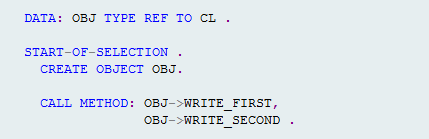 DATA: OBJ TYPE REF TO CL .
START-OF-SELECTION .
CREATE OBJECT OBJ.
CALL METHOD: OBJ->WRITE_FIRST,
OBJ->WRITE_SECOND .